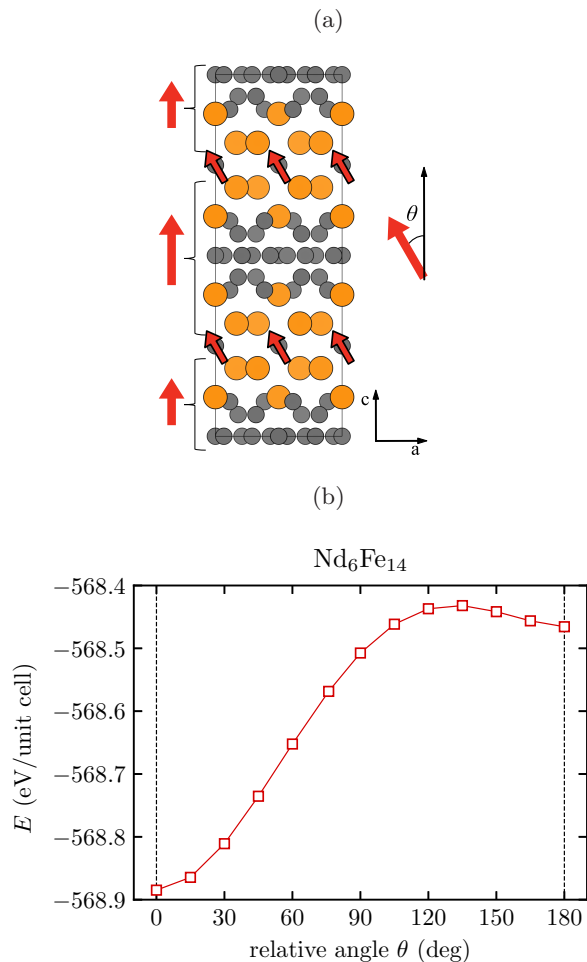 (a)
θ
c
a
(b)
Nd₆Fe₁₄
−568.4
−568.5
−568.6
−568.7
−568.8
−568.9
E (eV/unit cell)
0 30 60 90 120 150 180
relative angle θ (deg)